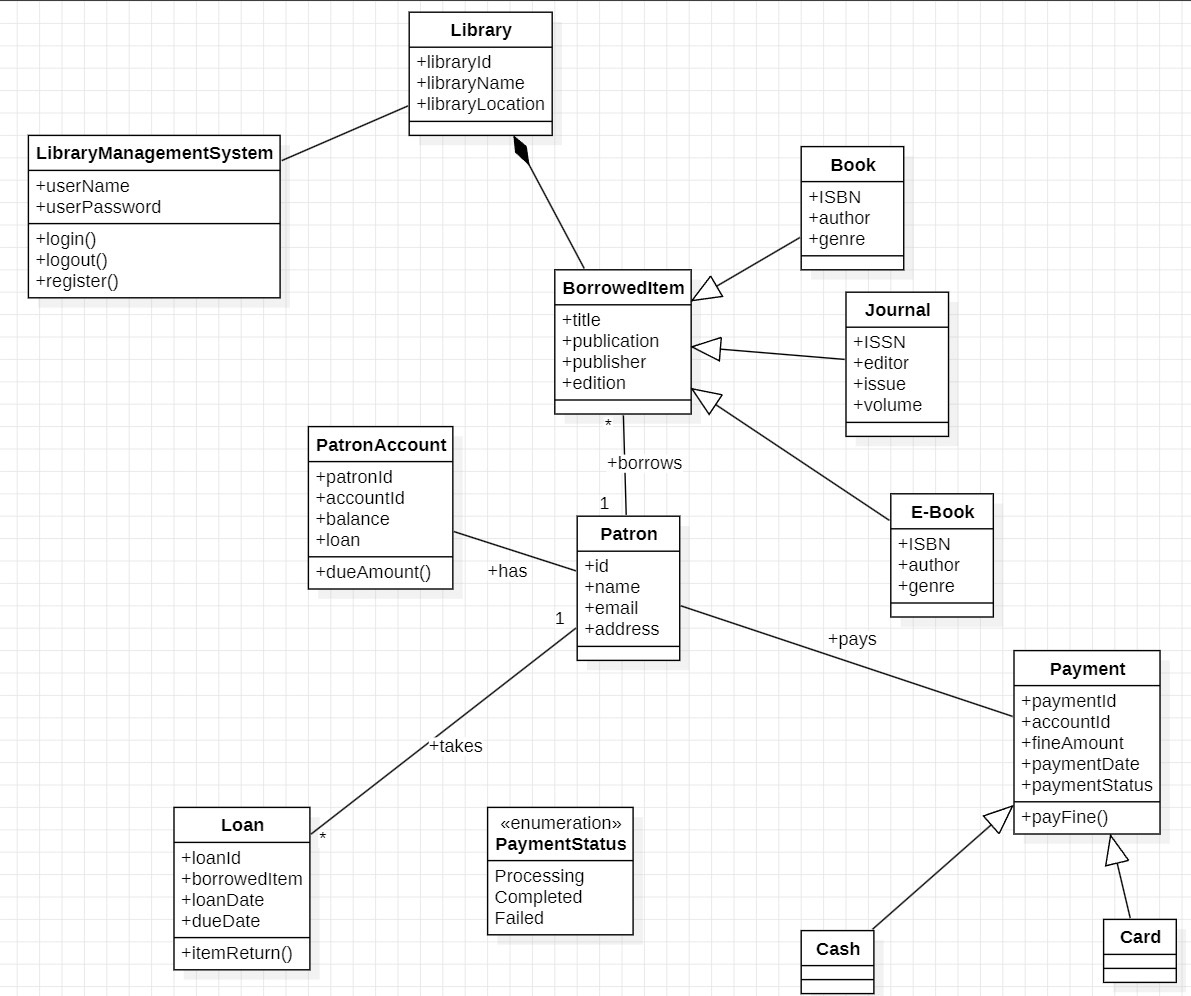 Library
+libraryId
+libraryName
+libraryLocation
LibraryManagementSystem
+userName
+userPassword
+login()
+logout()
+register()
Book
+ISBN
+author
+genre
BorrowedItem
+title
+publication
+publisher
+edition
Journal
+ISSN
+editor
+issue
+volume
*
+borrows
1
PatronAccount
+patronId
+accountId
+balance
+loan
+dueAmount()
+has
Patron
+id
+name
+email
+address
E-Book
+ISBN
+author
+genre
1
+pays
+takes
*
Payment
+paymentId
+accountId
+fineAmount
+paymentDate
+paymentStatus
+payFine()
Loan
+loanId
+borrowedItem
+loanDate
+dueDate
+itemReturn()
«enumeration»
PaymentStatus
Processing
Completed
Failed
Cash
Card